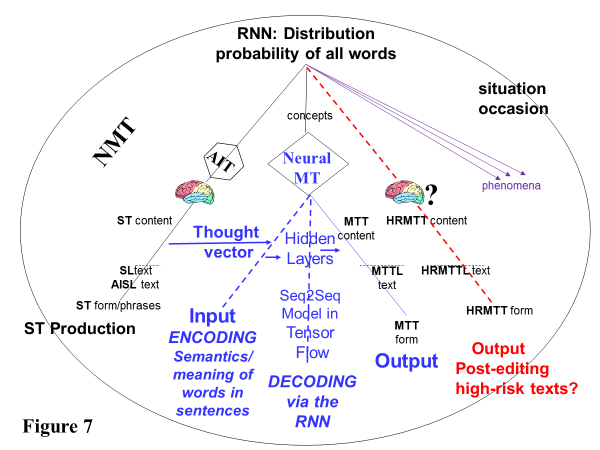 RNN: Distribution
probability of all words
situation
occasion
NMT
concepts
AIT
Neural
MT
phenomena
?
ST content
MTT
content
HRMTT content
Thought
vector
Hidden
Layers
SLtext
AISL text
MTTL
text
HRMTTL text
ST form/phrases
ST Production
Input
ENCODING
Semantics/
meaning of
words in
sentences
Seq2Seq
Model in
Tensor
Flow
DECODING
via the
RNN
MTT
form
Output
HRMTT form
Output
Post-editing
high-risk texts?
Figure 7